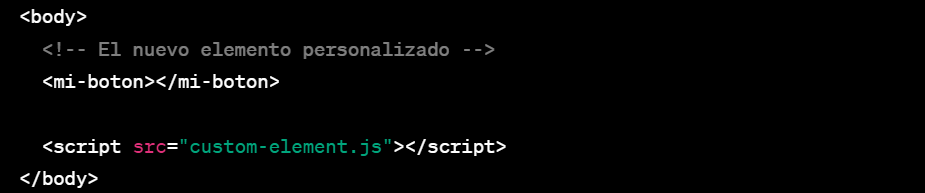 <body>
<!-- El nuevo elemento personalizado -->
<mi-boton></mi-boton>
<script src="custom-element.js"></script>
</body>